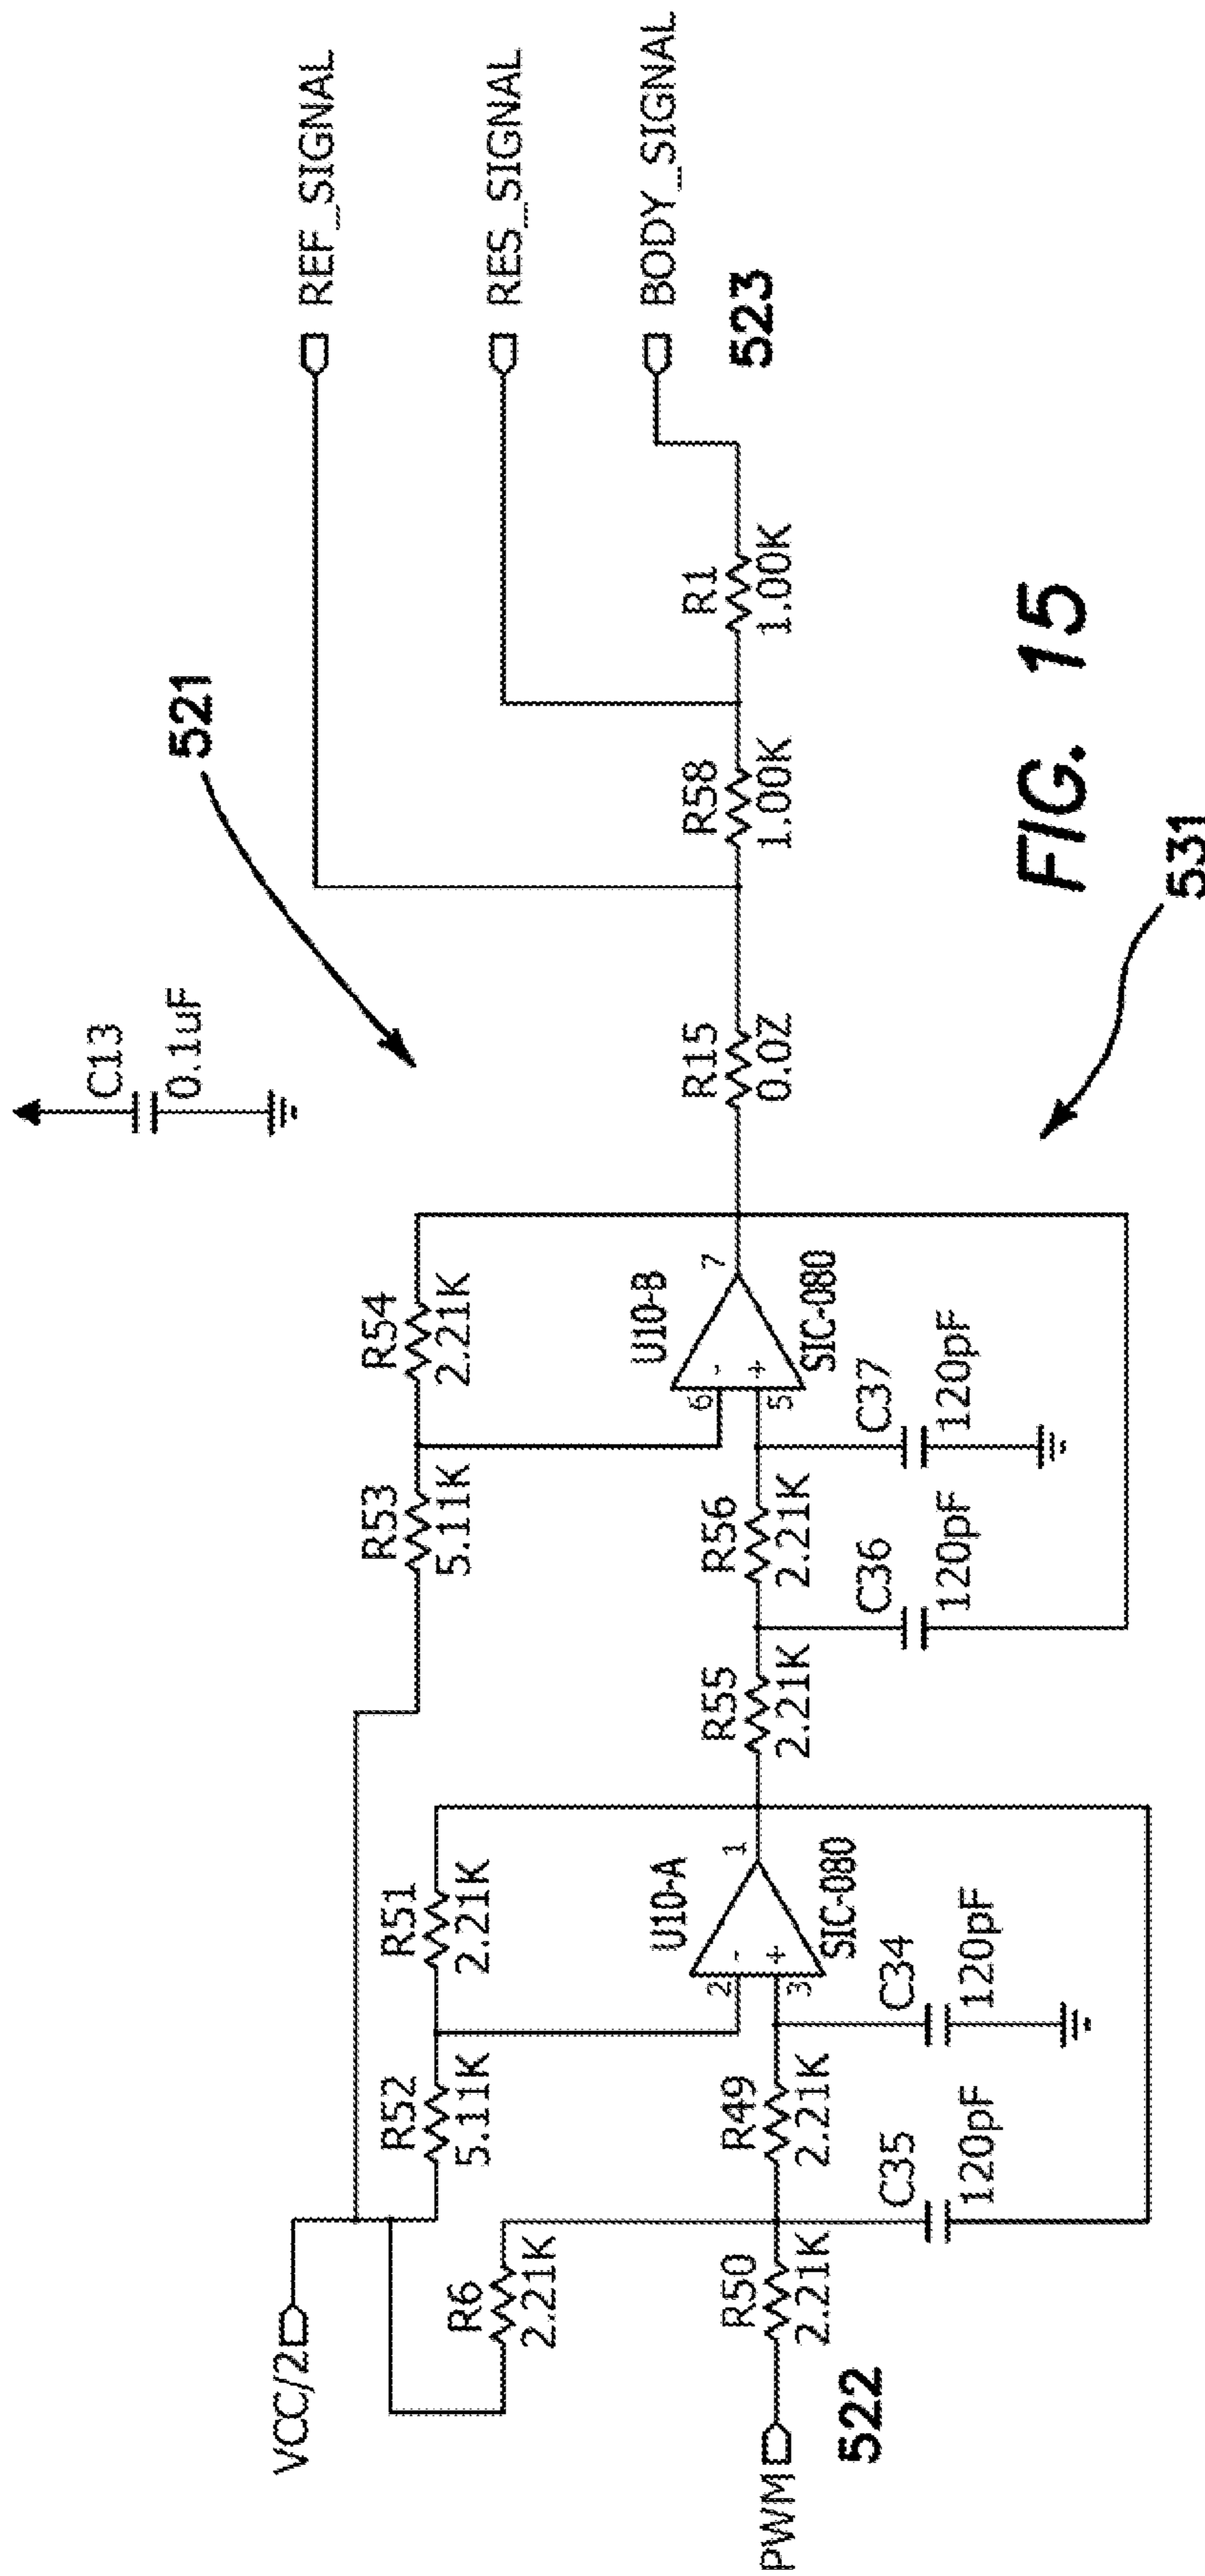 C13
0.1uF
521
REF_SIGNAL
RES_SIGNAL
BODY_SIGNAL
523
VCC/2
R6
2.21K
R52
5.11K
R51
2.21K
R53
5.11K
R54
2.21K
PWM
522
R50
2.21K
R49
2.21K
C35
120pF
C34
120pF
2
3
-
+
U10-A
1
SIC-080
R55
2.21K
R56
2.21K
C36
120pF
C37
120pF
6
5
-
+
U10-B
7
SIC-080
R15
0.0Z
R58
1.00K
R1
1.00K
531
FIG. 15